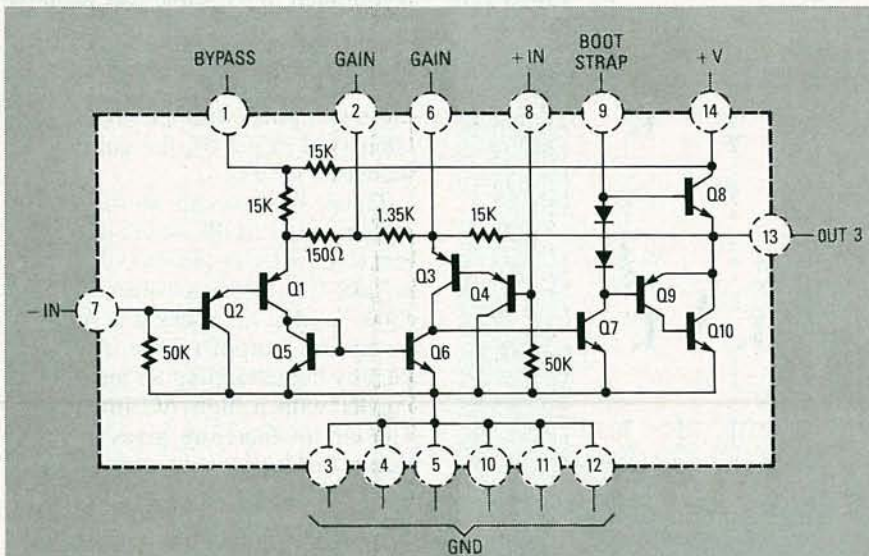 BYPASS
GAIN
GAIN
+ IN
BOOT
STRAP
+V
1
2
6
8
9
14
15K
15K
150Ω
1.35K
15K
Q8
13
OUT 3
Q3
Q4
Q1
- IN
7
Q2
Q9
Q10
Q5
Q6
Q7
50K
50K
3
4
5
10
11
12
GND